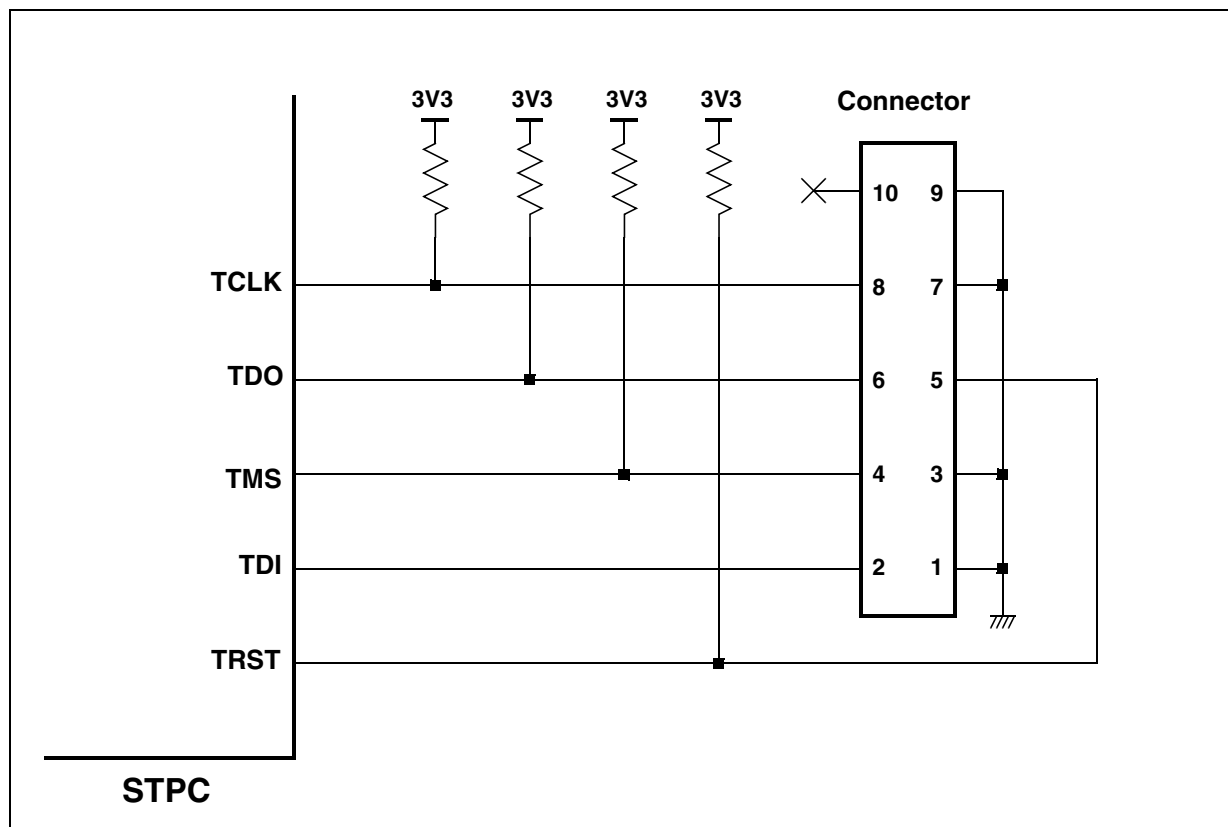 3V3 3V3 3V3 3V3 Connector
10 9
TCLK 8 7
TDO 6 5
TMS 4 3
TDI 2 1
TRST
STPC